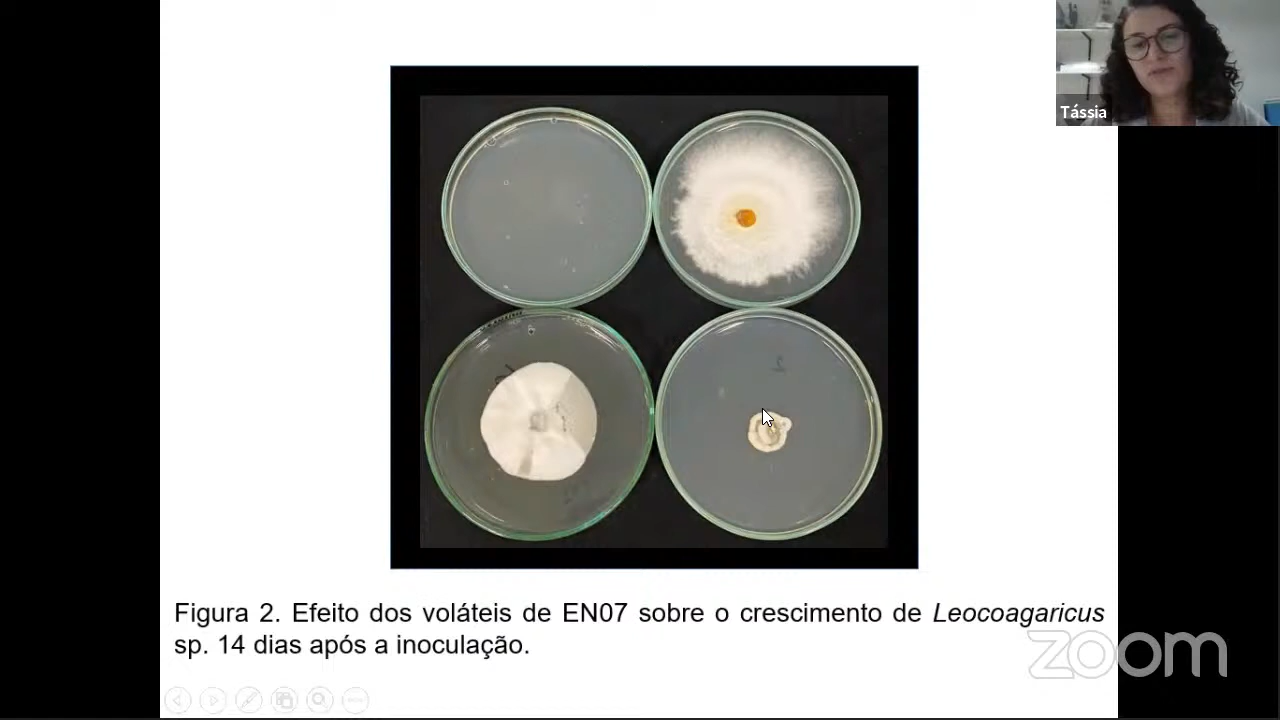 Tássia
Figura 2. Efeito dos voláteis de EN07 sobre o crescimento de Leocoagaricus
sp. 14 dias após a inoculação.
zoom